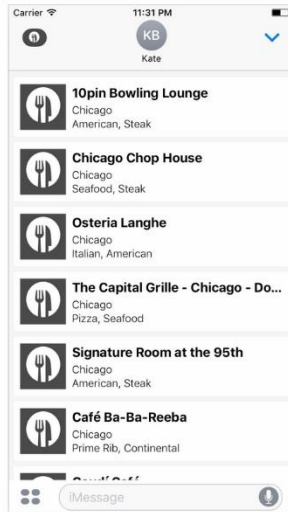 Carrier 11:31 PM
KB
Kate
10pin Bowling Lounge
Chicago
American, Steak
Chicago Chop House
Chicago
Seafood, Steak
Osteria Langhe
Chicago
Italian, American
The Capital Grille - Chicago - Do...
Chicago
Pizza, Seafood
Signature Room at the 95th
Chicago
American, Steak
Café Ba-Ba-Reeba
Chicago
Prime Rib, Continental
iMessage